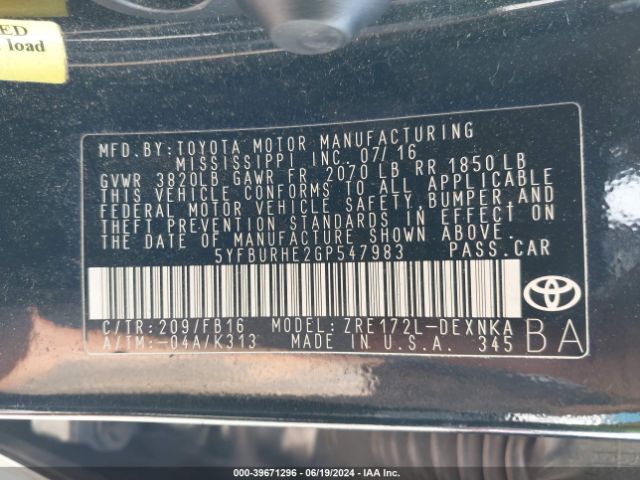 ED
load
MFD.BY:TOYOTA MOTOR MANUFACTURING
MISSISSIPPI INC. 07/16
GVWR 3820LB GAWR FR 2070 LB RR 1850LB
THIS VEHICLE CONFORMS TO ALL APPLICABLE
FEDERAL MOTOR VEHICLE SAFETY,BUMPER,AND
THEFT PREVENTION STANDARDS IN EFFECT ON
THE DATE OF MANUFACTURE SHOWN ABOVE.
5YFBURHE2GP547983 PASS.CAR
C/TR:209/FB16 MODEL: ZRE172L-DEXNKA
A/TM:-04A/K313 MADE IN U.S.A. 345
BA
TOYOTA
000-39671296 - 06/19/2024 - IAA Inc.